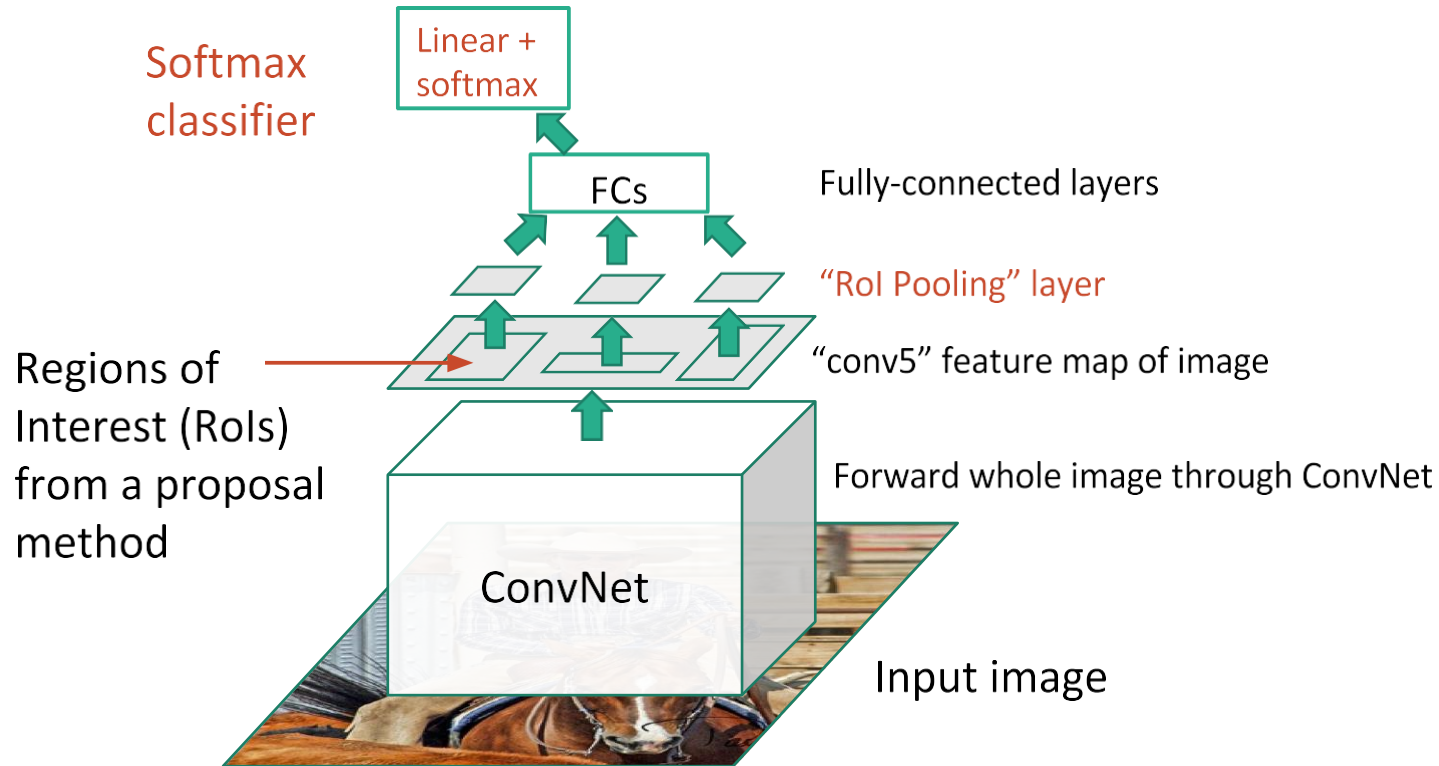 Linear +
softmax
Softmax
classifier
FCs
Fully-connected layers
“RoI Pooling” layer
“conv5” feature map of image
Regions of
Interest (RoIs)
from a proposal
method
Forward whole image through ConvNet
ConvNet
Input image